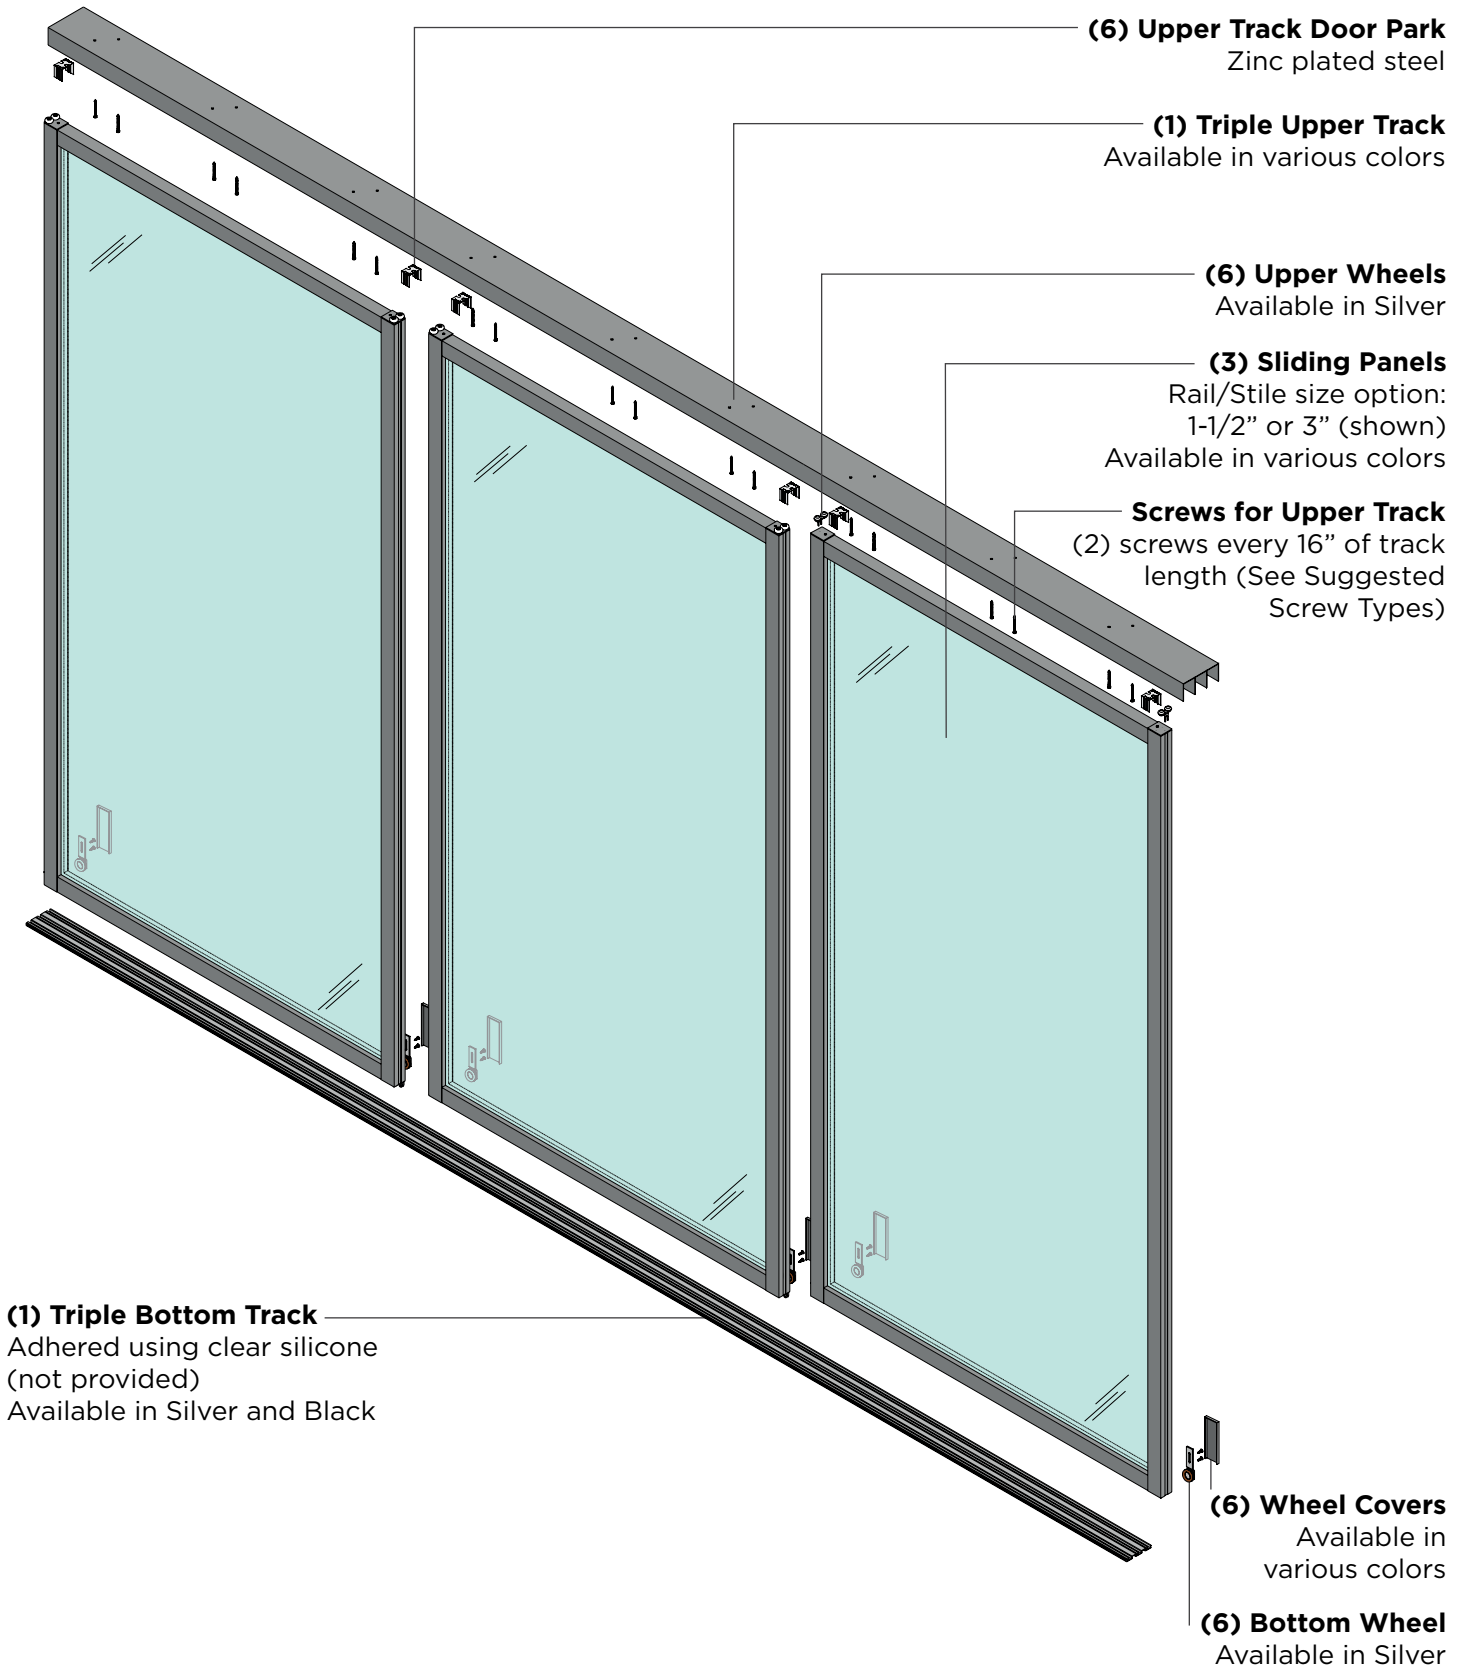 (6) Upper Track Door Park
Zinc plated steel
(1) Triple Upper Track
Available in various colors
(6) Upper Wheels
Available in Silver
(3) Sliding Panels
Rail/Stile size option:
1-1/2” or 3” (shown)
Available in various colors
Screws for Upper Track
(2) screws every 16” of track
length (See Suggested
Screw Types)
(1) Triple Bottom Track
Adhered using clear silicone
(not provided)
Available in Silver and Black
(6) Wheel Covers
Available in
various colors
(6) Bottom Wheel
Available in Silver